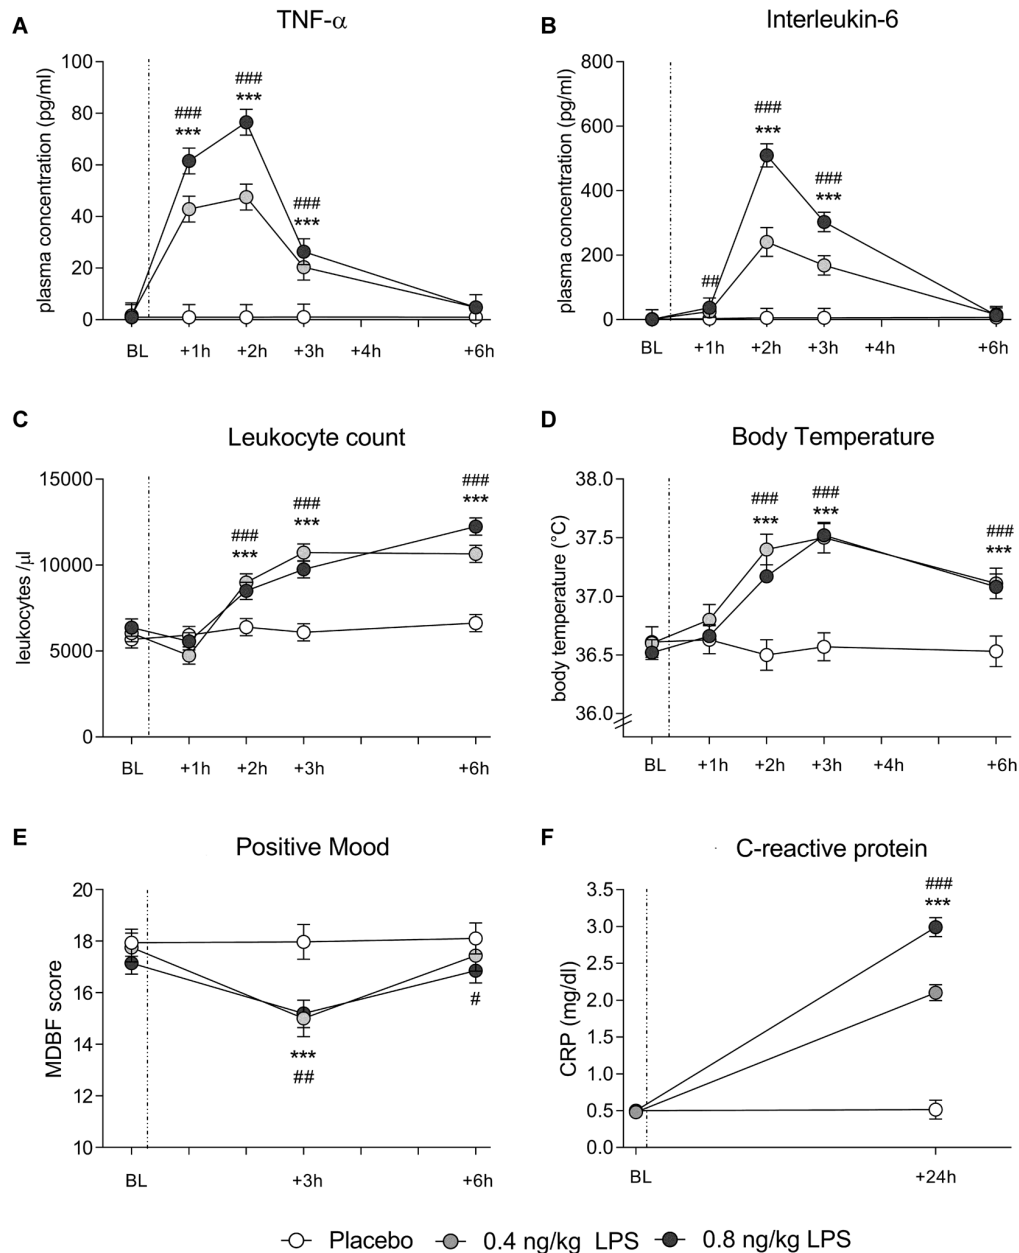 A
TNF-α
plasma concentration (pg/ml)
100
80
60
40
20
0
###
***
###
***
###
***
BL
+1h
+2h
+3h
+4h
+6h
B
Interleukin-6
plasma concentration (pg/ml)
800
600
400
200
0
##
###
***
###
***
BL
+1h
+2h
+3h
+4h
+6h
C
Leukocyte count
leukocytes /µl
15000
10000
5000
0
###
***
###
***
###
***
BL
+1h
+2h
+3h
+6h
D
Body Temperature
body temperature (°C)
38.0
37.5
37.0
36.5
36.0
###
***
###
***
###
***
BL
+1h
+2h
+3h
+4h
+6h
E
Positive Mood
MDBF score
20
18
16
14
12
10
***
##
#
BL
+3h
+6h
F
C-reactive protein
CRP (mg/dl)
3.5
3.0
2.5
2.0
1.5
1.0
0.5
0.0
###
***
BL
+24h
Placebo 0.4 ng/kg LPS 0.8 ng/kg LPS